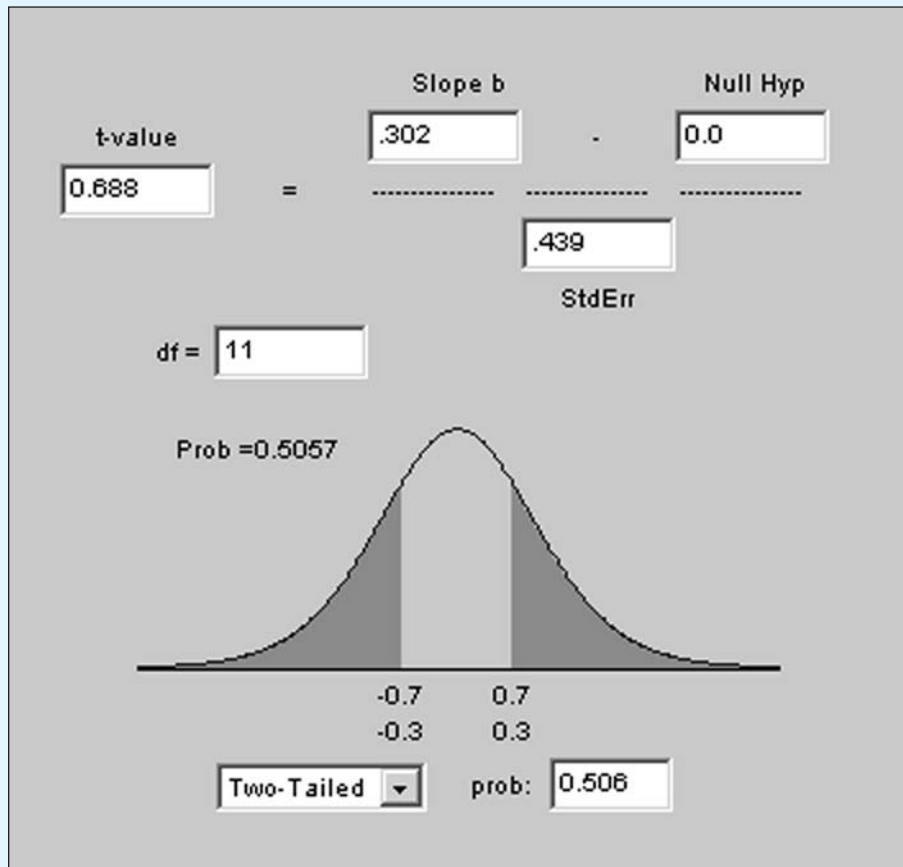 Slope b Null Hyp
t-value .302 - 0.0
0.688 = --------------- --------------- ---------------
.439
StdErr
df = 11
Prob =0.5057
-0.7 0.7
-0.3 0.3
Two-Tailed prob: 0.506